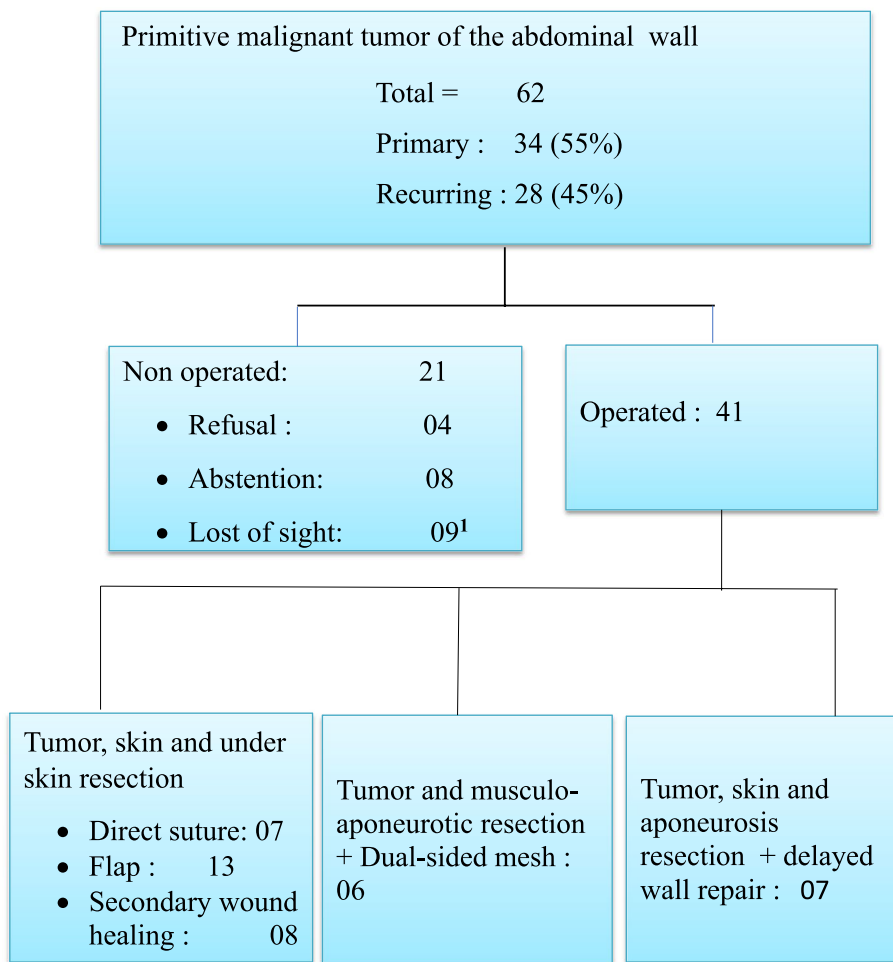 Primitive malignant tumor of the abdominal wall
Total = 62
Primary : 34 (55%)
Recurring : 28 (45%)
Non operated: 21
• Refusal : 04
• Abstention: 08
• Lost of sight: 09¹
Operated : 41
Tumor, skin and under
skin resection
• Direct suture: 07
• Flap : 13
• Secondary wound
healing : 08
Tumor and musculo-
aponeurotic resection
+ Dual-sided mesh :
06
Tumor, skin and
aponeurosis
resection + delayed
wall repair : 07